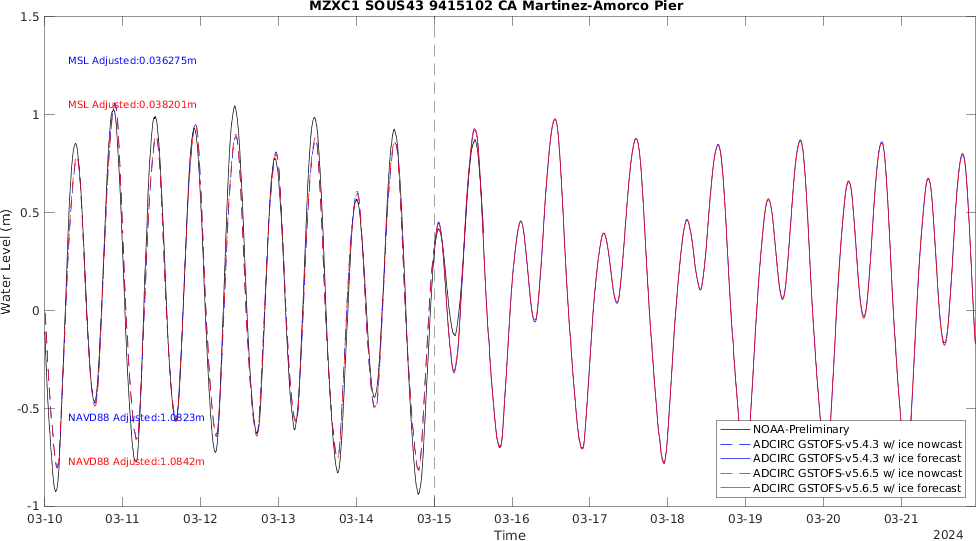 MZXC1 SOUS43 9415102 CA Martinez-Amorco Pier
1.5
MSL Adjusted:0.036275m
MSL Adjusted:0.038201m
1
0.5
Water Level (m)
0
-0.5
NAVD88 Adjusted:1.0823m
NAVD88 Adjusted:1.0842m
NOAA-Preliminary
ADCIRC GSTOFS-v5.4.3 w/ ice nowcast
ADCIRC GSTOFS-v5.4.3 w/ ice forecast
ADCIRC GSTOFS-v5.6.5 w/ ice nowcast
ADCIRC GSTOFS-v5.6.5 w/ ice forecast
-1
03-10 03-11 03-12 03-13 03-14 03-15 03-16 03-17 03-18 03-19 03-20 03-21
Time
2024